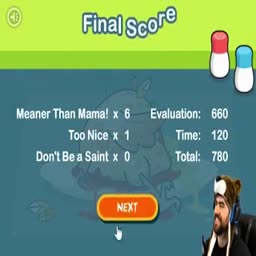 Final Score
Meaner Than Mama! x 6 Evaluation: 660
Too Nice x 1 Time: 120
Don't Be a Saint x 0 Total: 780
NEXT